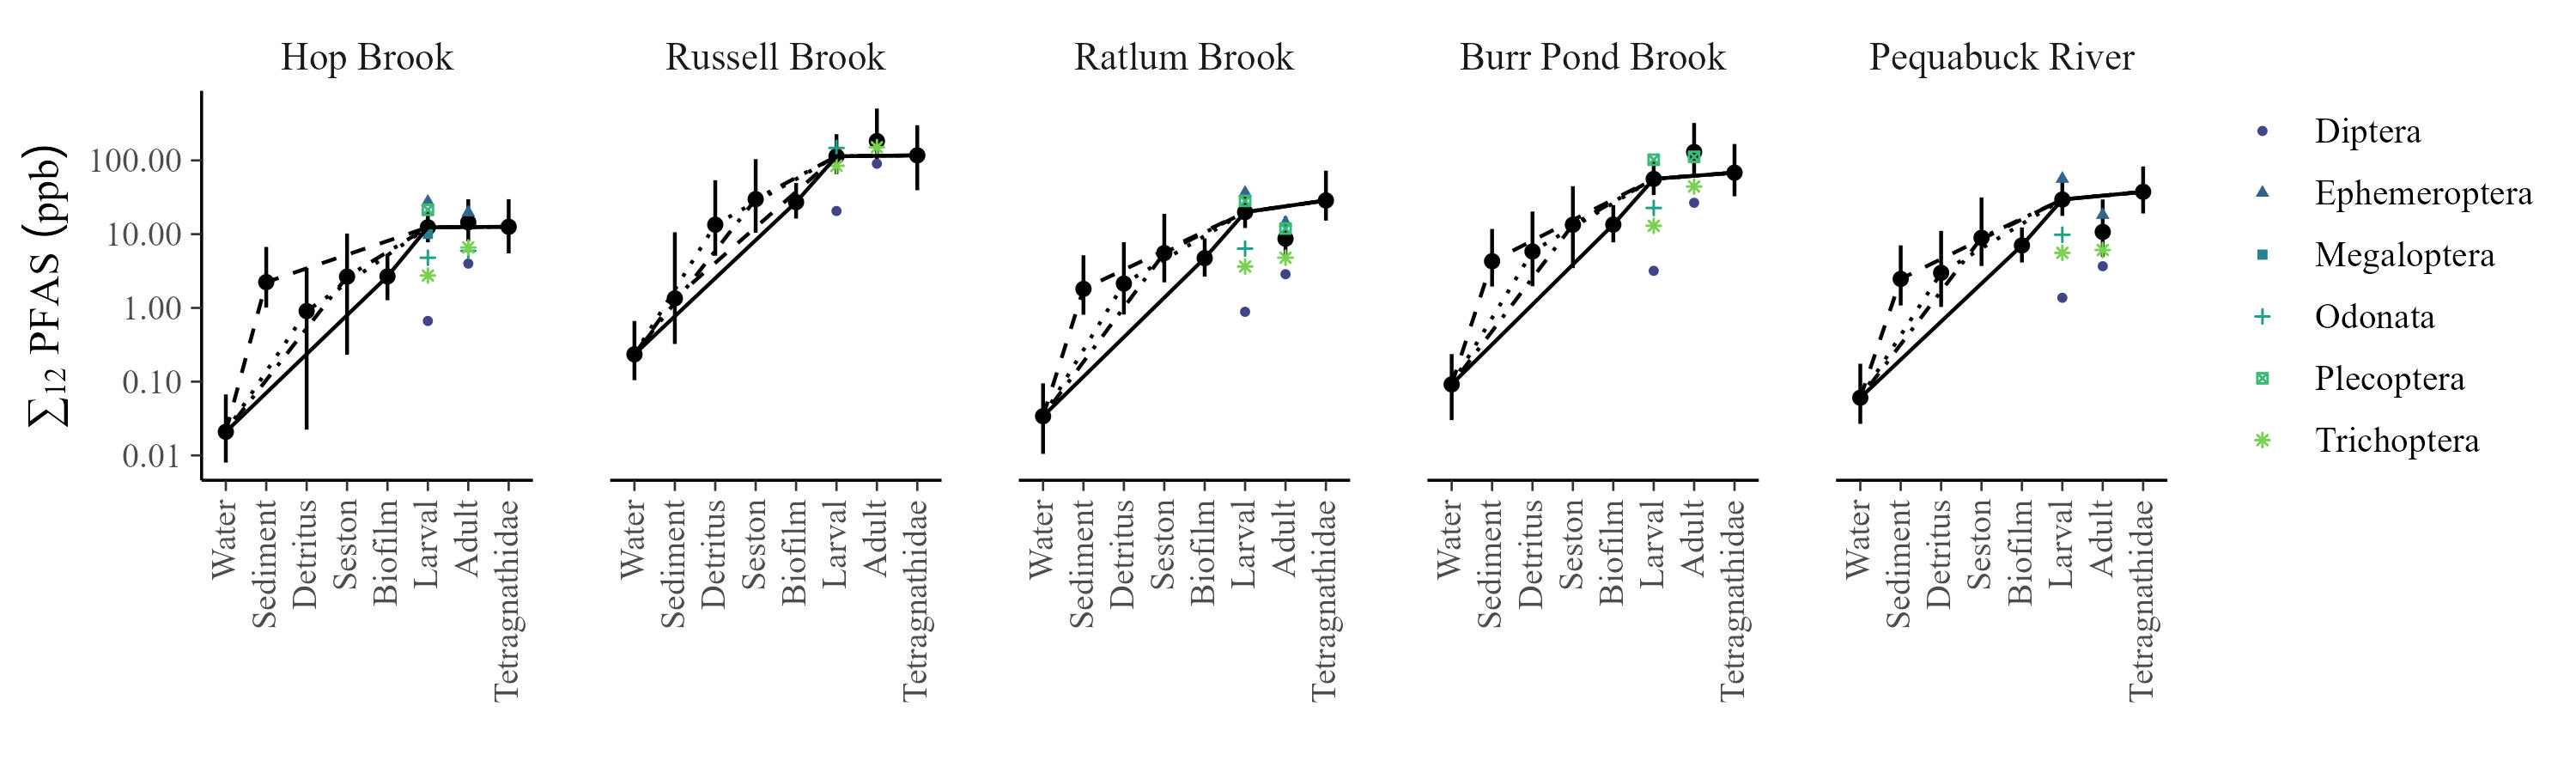 Hop Brook
Russell Brook
Ratlum Brook
Burr Pond Brook
Pequabuck River
∑12 PFAS (ppb)
100.00
10.00
1.00
0.10
0.01
Water
Sediment
Detritus
Seston
Biofilm
Larval
Adult
Tetragnathidae
Water
Sediment
Detritus
Seston
Biofilm
Larval
Adult
Tetragnathidae
Water
Sediment
Detritus
Seston
Biofilm
Larval
Adult
Tetragnathidae
Water
Sediment
Detritus
Seston
Biofilm
Larval
Adult
Tetragnathidae
Water
Sediment
Detritus
Seston
Biofilm
Larval
Adult
Tetragnathidae
Diptera
Ephemeroptera
Megaloptera
Odonata
Plecoptera
Trichoptera